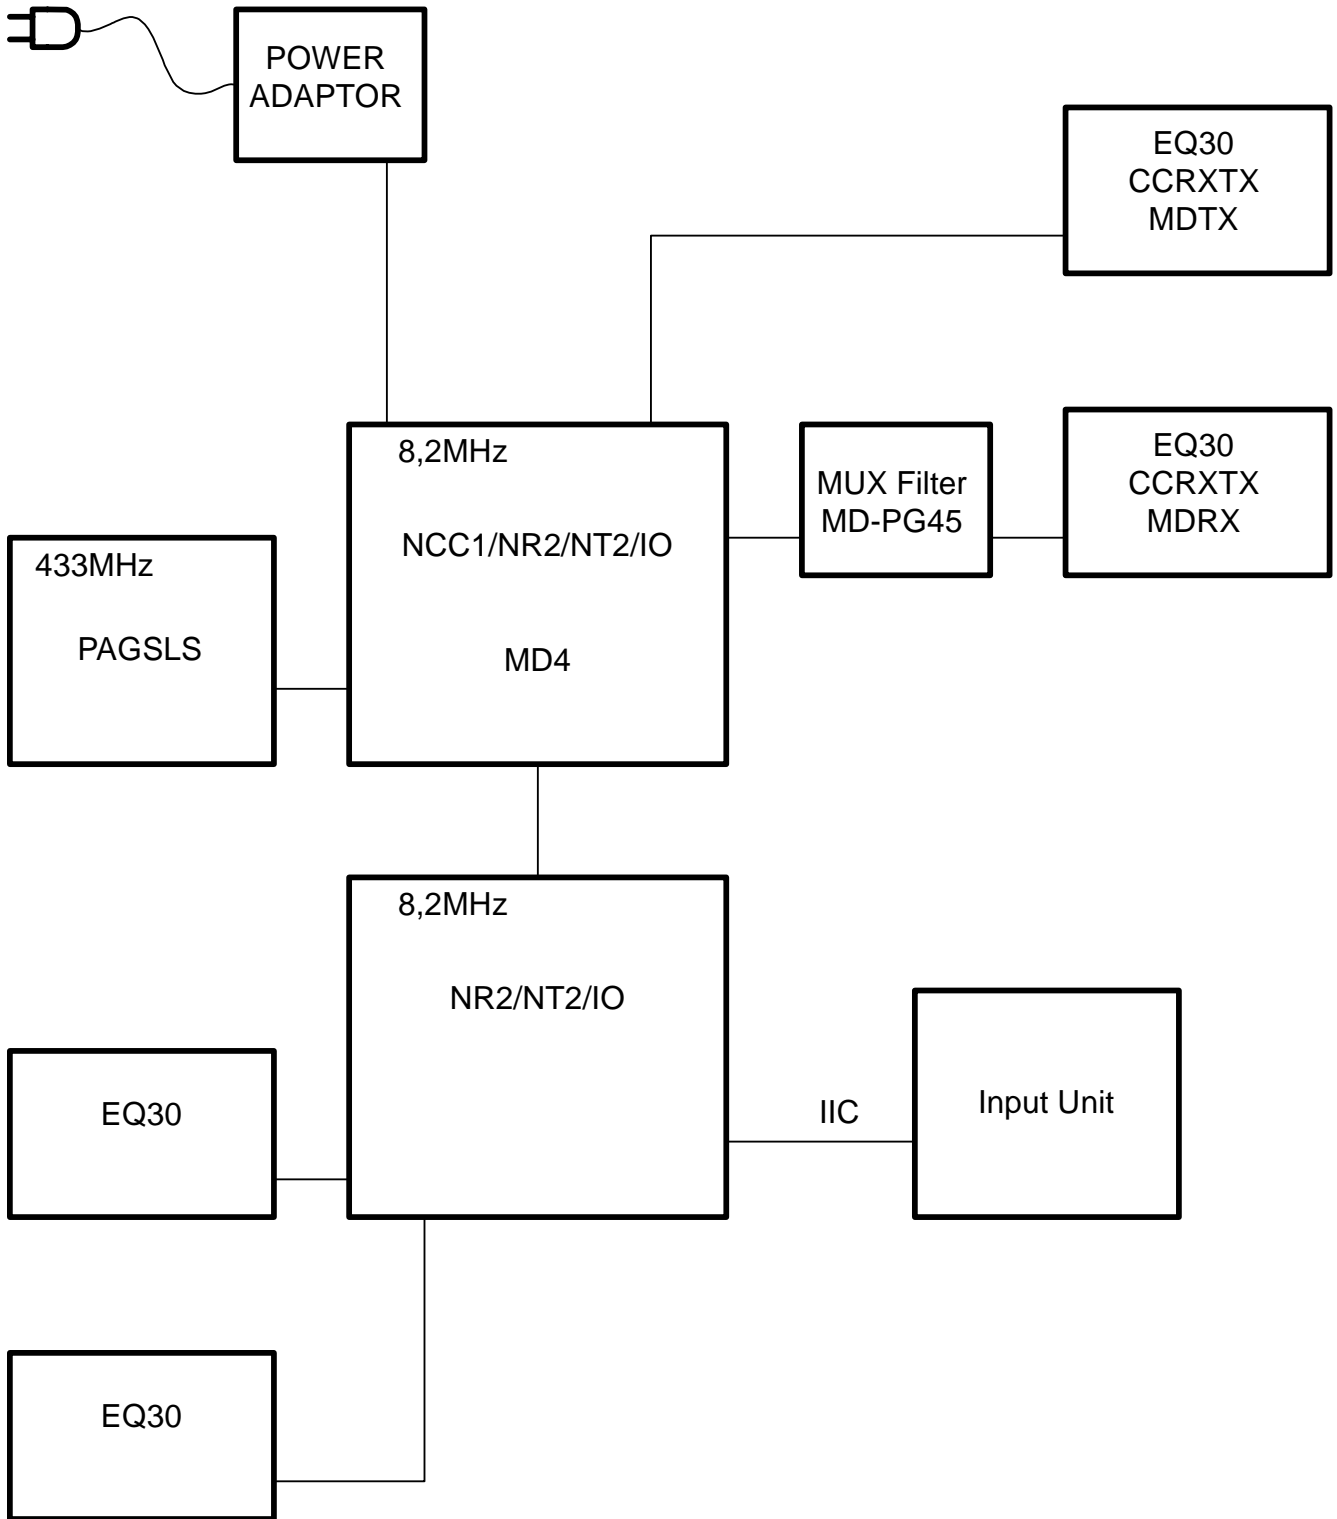 POWER
ADAPTOR
EQ30
CCRXTX
MDTX
8,2MHz
NCC1/NR2/NT2/IO
MD4
MUX Filter
MD-PG45
EQ30
CCRXTX
MDRX
433MHz
PAGSLS
8,2MHz
NR2/NT2/IO
IIC
Input Unit
EQ30
EQ30